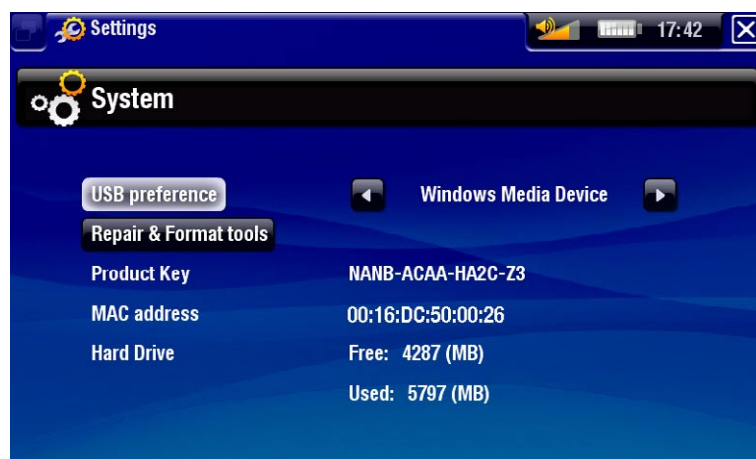 Settings 17:42
System
USB preference Windows Media Device
Repair & Format tools
Product Key NANB-ACAA-HA2C-Z3
MAC address 00:16:DC:50:00:26
Hard Drive Free: 4287 (MB)
Used: 5797 (MB)